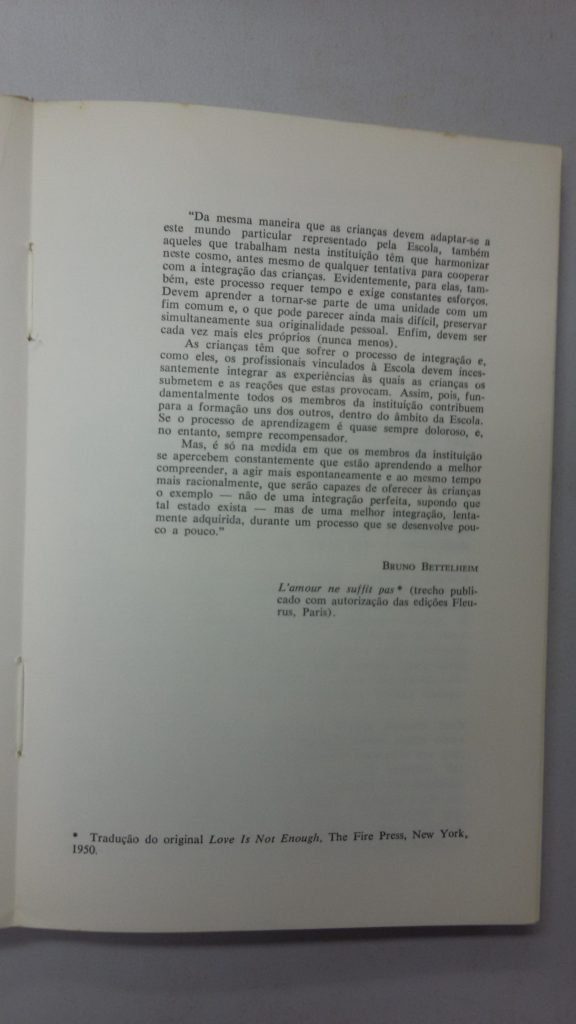 "Da mesma maneira que as crianças devem adaptar-se a
este mundo particular representado pela Escola, também
aqueles que trabalham nesta instituição têm que harmonizar
neste cosmo, antes mesmo de qualquer tentativa para cooperar
com a integração das crianças. Evidentemente, para elas, tam-
bém, este processo requer tempo e exige constantes esforços.
Devem aprender a tornar-se parte de uma unidade com um
fim comum e, o que pode parecer ainda mais difícil, preservar
simultaneamente sua originalidade pessoal. Enfim, devem ser
cada vez mais eles próprios (nunca menos).
As crianças têm que sofrer o processo de integração e,
como eles, os profissionais vinculados à Escola devem inces-
santemente integrar as experiências às quais as crianças os
submetem e as reações que estas provocam. Assim, pois, fun-
damentalmente todos os membros da instituição contribuem
para a formação uns dos outros, dentro do âmbito da Escola.
Se o processo de aprendizagem é quase sempre doloroso, e,
no entanto, sempre recompensador.
Mas, é só na medida em que os membros da instituição
se apercebem constantemente que estão aprendendo a melhor
compreender, a agir mais espontaneamente e ao mesmo tempo
mais racionalmente, que serão capazes de oferecer às crianças
o exemplo — não de uma integração perfeita, supondo que
tal estado exista — mas de uma melhor integração, lenta-
mente adquirida, durante um processo que se desenvolve pou-
co a pouco."
BRUNO BETTELHEIM
L'amour ne suffit pas * (trecho publi-
cado com autorização das edições Fleu-
rus, Paris).
* Tradução do original Love Is Not Enough, The Fire Press, New York,
1950.